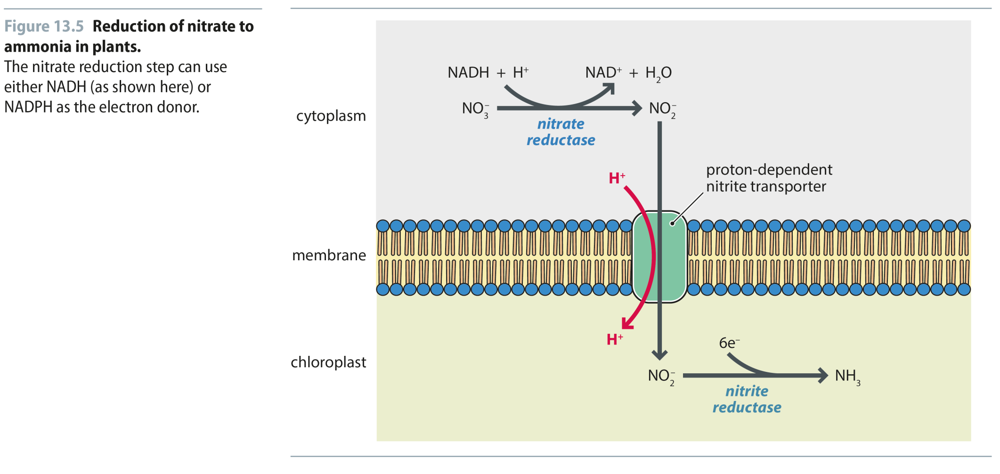 Figure 13.5 Reduction of nitrate to
ammonia in plants.
The nitrate reduction step can use
either NADH (as shown here) or
NADPH as the electron donor.
NADH + H⁺
NAD⁺ + H₂O
cytoplasm
NO₃⁻
NO₂⁻
nitrate
reductase
H⁺
proton-dependent
nitrite transporter
membrane
H⁺
chloroplast
6e⁻
NO₂⁻
NH₃
nitrite
reductase